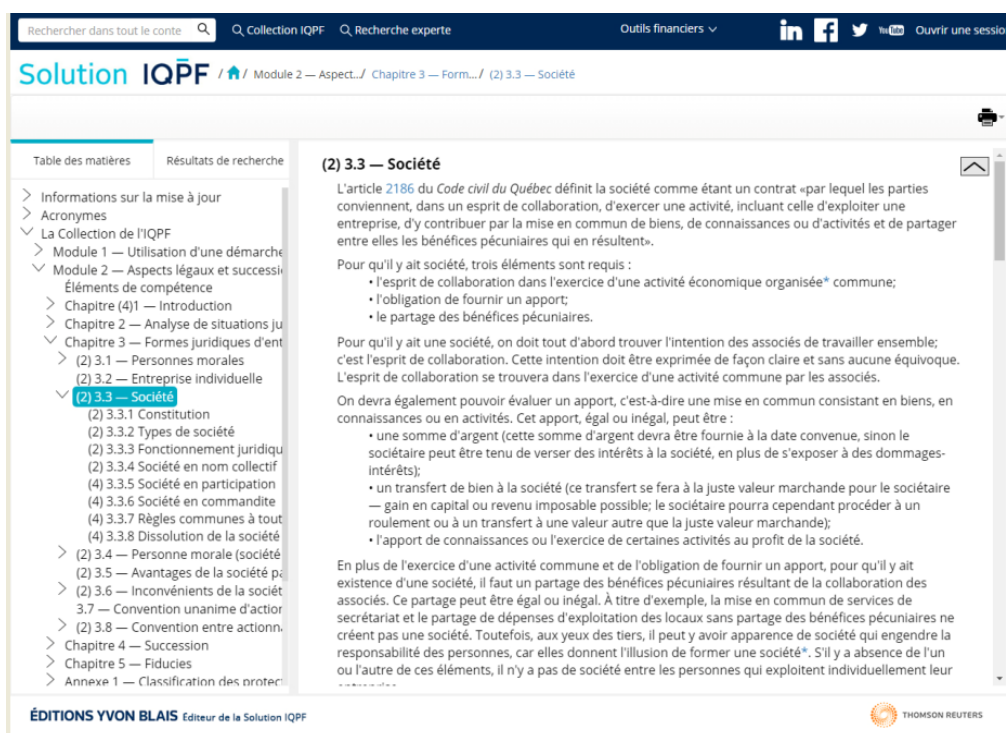 Rechercher dans tout le conte
Collection IQPF
Recherche experte
Outils financiers
in
f
You Tube
Ouvrir une sessio
Solution IQPF / / Module 2 — Aspect../ Chapitre 3 — Form.../ (2) 3.3 — Société
Table des matières
Résultats de recherche
Informations sur la mise à jour
Acronymes
La Collection de l'IQPF
Module 1 — Utilisation d'une démarche
Module 2 — Aspects légaux et successi
Éléments de compétence
Chapitre (4)1 — Introduction
Chapitre 2 — Analyse de situations ju
Chapitre 3 — Formes juridiques d'ent
(2) 3.1 — Personnes morales
(2) 3.2 — Entreprise individuelle
(2) 3.3 — Société
(2) 3.3.1 Constitution
(2) 3.3.2 Types de société
(2) 3.3.3 Fonctionnement juridiqu
(2) 3.3.4 Société en nom collectif
(4) 3.3.5 Société en participation
(4) 3.3.6 Société en commandite
(4) 3.3.7 Règles communes à tout
(4) 3.3.8 Dissolution de la société
(2) 3.4 — Personne morale (société
(2) 3.5 — Avantages de la société pa
(2) 3.6 — Inconvénients de la sociét
3.7 — Convention unanime d'action
(2) 3.8 — Convention entre actionna
Chapitre 4 — Succession
Chapitre 5 — Fiducies
Annexe 1 — Classification des protect
(2) 3.3 — Société
L'article 2186 du Code civil du Québec définit la société comme étant un contrat «par lequel les parties
conviennent, dans un esprit de collaboration, d'exercer une activité, incluant celle d'exploiter une
entreprise, d'y contribuer par la mise en commun de biens, de connaissances ou d'activités et de partager
entre elles les bénéfices pécuniaires qui en résultent».
Pour qu'il y ait société, trois éléments sont requis :
• l'esprit de collaboration dans l'exercice d'une activité économique organisée* commune;
• l'obligation de fournir un apport;
• le partage des bénéfices pécuniaires.
Pour qu'il y ait une société, on doit tout d'abord trouver l'intention des associés de travailler ensemble;
c'est l'esprit de collaboration. Cette intention doit être exprimée de façon claire et sans aucune équivoque.
L'esprit de collaboration se trouvera dans l'exercice d'une activité commune par les associés.
On devra également pouvoir évaluer un apport, c'est-à-dire une mise en commun consistant en biens, en
connaissances ou en activités. Cet apport, égal ou inégal, peut être :
• une somme d'argent (cette somme d'argent devra être fournie à la date convenue, sinon le
sociétaire peut être tenu de verser des intérêts à la société, en plus de s'exposer à des dommages-
intérêts);
• un transfert de bien à la société (ce transfert se fera à la juste valeur marchande pour le sociétaire
— gain en capital ou revenu imposable possible; le sociétaire pourra cependant procéder à un
roulement ou à un transfert à une valeur autre que la juste valeur marchande);
• l'apport de connaissances ou l'exercice de certaines activités au profit de la société.
En plus de l'exercice d'une activité commune et de l'obligation de fournir un apport, pour qu'il y ait
existence d'une société, il faut un partage des bénéfices pécuniaires résultant de la collaboration des
associés. Ce partage peut être égal ou inégal. À titre d'exemple, la mise en commun de services de
secrétariat et le partage de dépenses d'exploitation des locaux sans partage des bénéfices pécuniaires ne
créent pas une société. Toutefois, aux yeux des tiers, il peut y avoir apparence de société qui engendre la
responsabilité des personnes, car elles donnent l'illusion de former une société*. S'il y a absence de l'un
ou l'autre de ces éléments, il n'y a pas de société entre les personnes qui exploitent individuellement leur
ÉDITIONS YVON BLAIS Éditeur de la Solution IQPF
THOMSON REUTERS